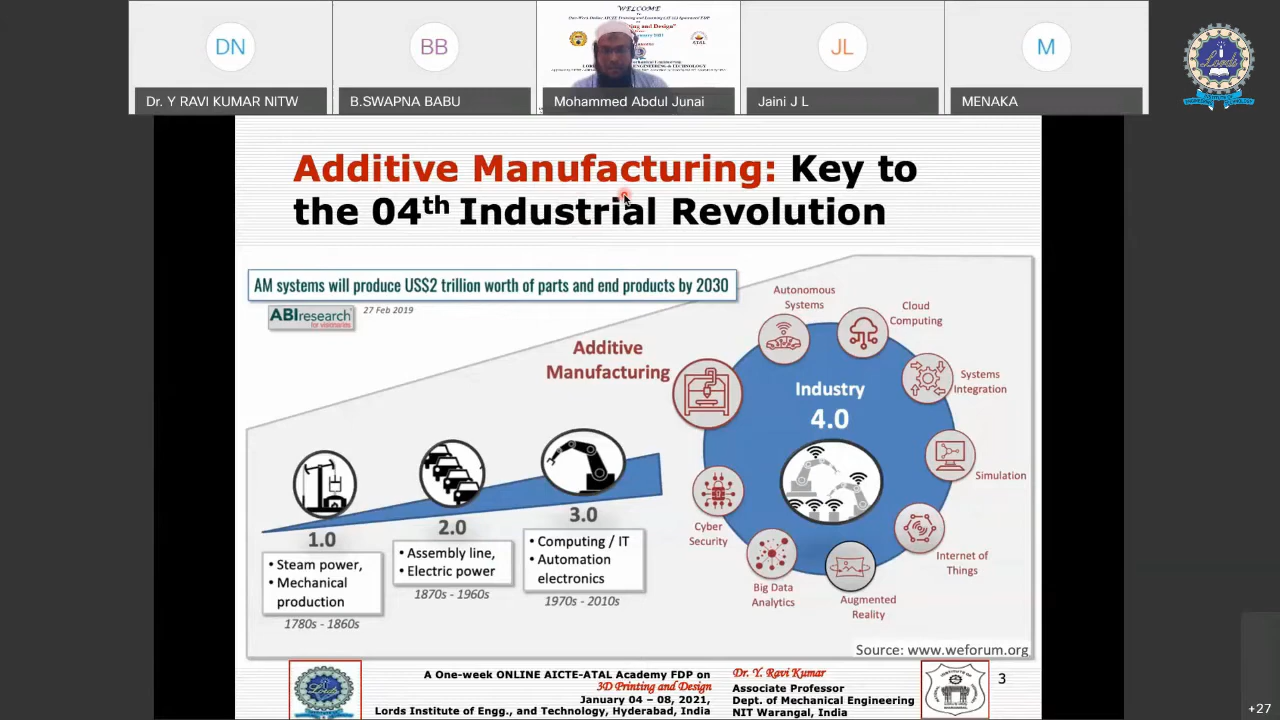 DN
BB
JL
M
WELCOME
Dr. Y RAVI KUMAR NITW
B.SWAPNA BABU
Mohammed Abdul Junai
Jaini J L
MENAKA
Lords
Additive Manufacturing: Key to
the 04th Industrial Revolution
AM systems will produce US$2 trillion worth of parts and end products by 2030
ABIresearch
for visionaries
27 Feb 2019
Additive
Manufacturing
Autonomous
Systems
Cloud
Computing
Systems
Integration
Simulation
Internet of
Things
Augmented
Reality
Big Data
Analytics
Cyber
Security
Industry
4.0
1.0
• Steam power,
• Mechanical
production
1780s - 1860s
2.0
• Assembly line,
• Electric power
1870s - 1960s
3.0
• Computing / IT
• Automation
electronics
1970s - 2010s
Source: www.weforum.org
A One-week ONLINE AICTE-ATAL Academy FDP on
3D Printing and Design
January 04 – 08, 2021,
Lords Institute of Engg., and Technology, Hyderabad, India
Dr. Y. Ravi Kumar
Associate Professor
Dept. of Mechanical Engineering
NIT Warangal, India
3
+27